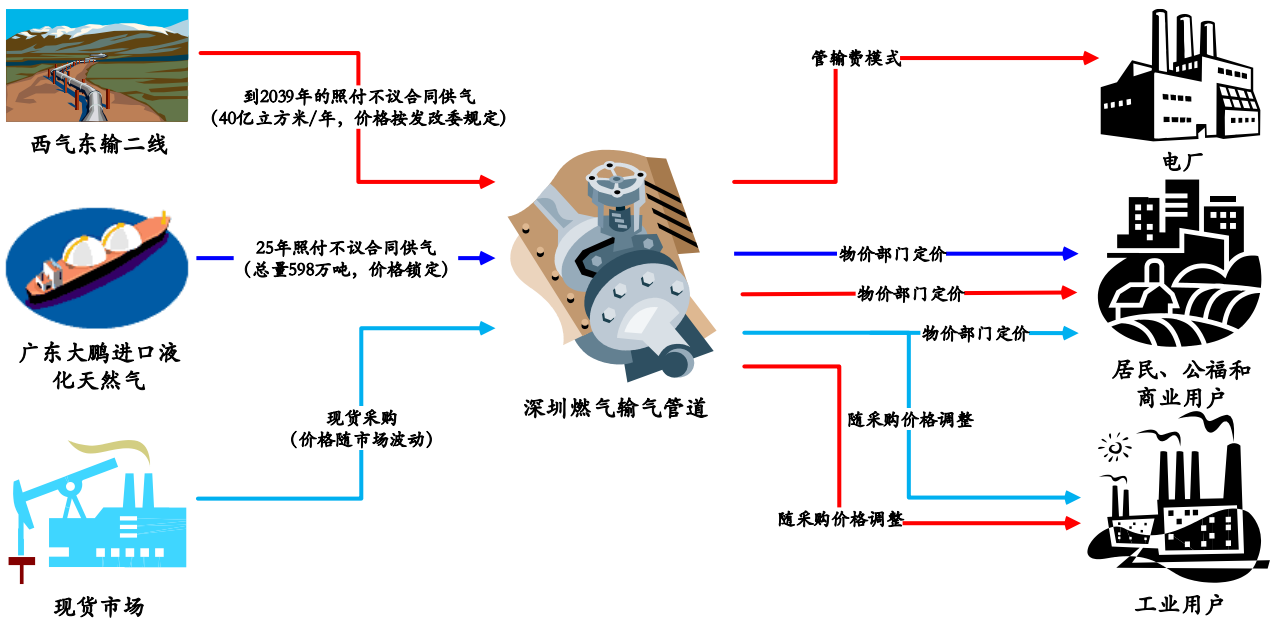 西气东输二线
到2039年的照付不议合同供气
（40亿立方米/年，价格按发改委规定）
广东大鹏进口液
化天然气
25年照付不议合同供气
（总量598万吨，价格锁定）
现货市场
现货采购
（价格随市场波动）
深圳燃气输气管道
管输费模式
电厂
物价部门定价
物价部门定价
物价部门定价
居民、公福和
商业用户
随采购价格调整
随采购价格调整
工业用户